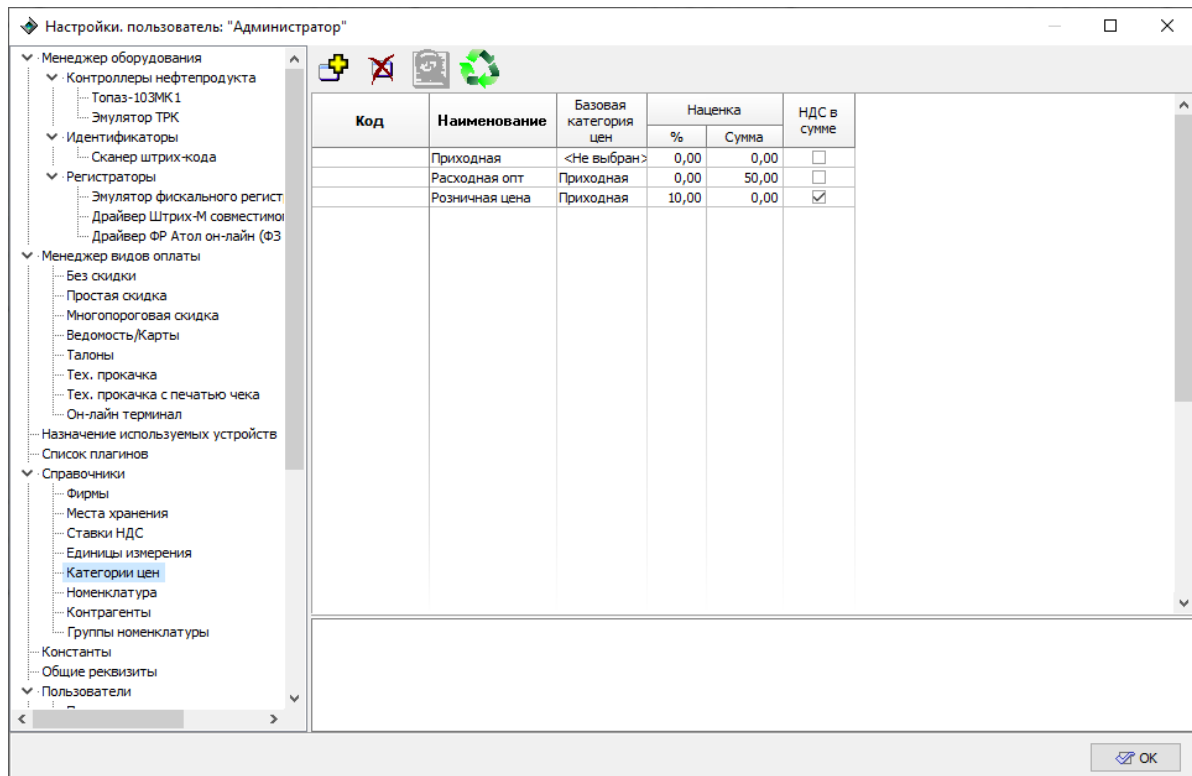 Настройки. пользователь: "Администратор"
Менеджер оборудования
Контроллеры нефтепродукта
Топаз-103МК1
Эмулятор ТРК
Идентификаторы
Сканер штрих-кода
Регистраторы
Эмулятор фискального регист
Драйвер Штрих-М совместимо
Драйвер ФР Атол он-лайн (ФЗ
Менеджер видов оплаты
Без скидки
Простая скидка
Многопороговая скидка
Ведомость/Карты
Талоны
Тех. прокачка
Тех. прокачка с печатью чека
Он-лайн терминал
Назначение используемых устройств
Список плагинов
Справочники
Фирмы
Места хранения
Ставки НДС
Единицы измерения
Категории цен
Номенклатура
Контрагенты
Группы номенклатуры
Константы
Общие реквизиты
Пользователи
Код Наименование Базовая категория цен Наценка % Сумма НДС в сумме
Приходная <Не выбран> 0,00 0,00
Расходная опт Приходная 0,00 50,00
Розничная цена Приходная 10,00 0,00
OK